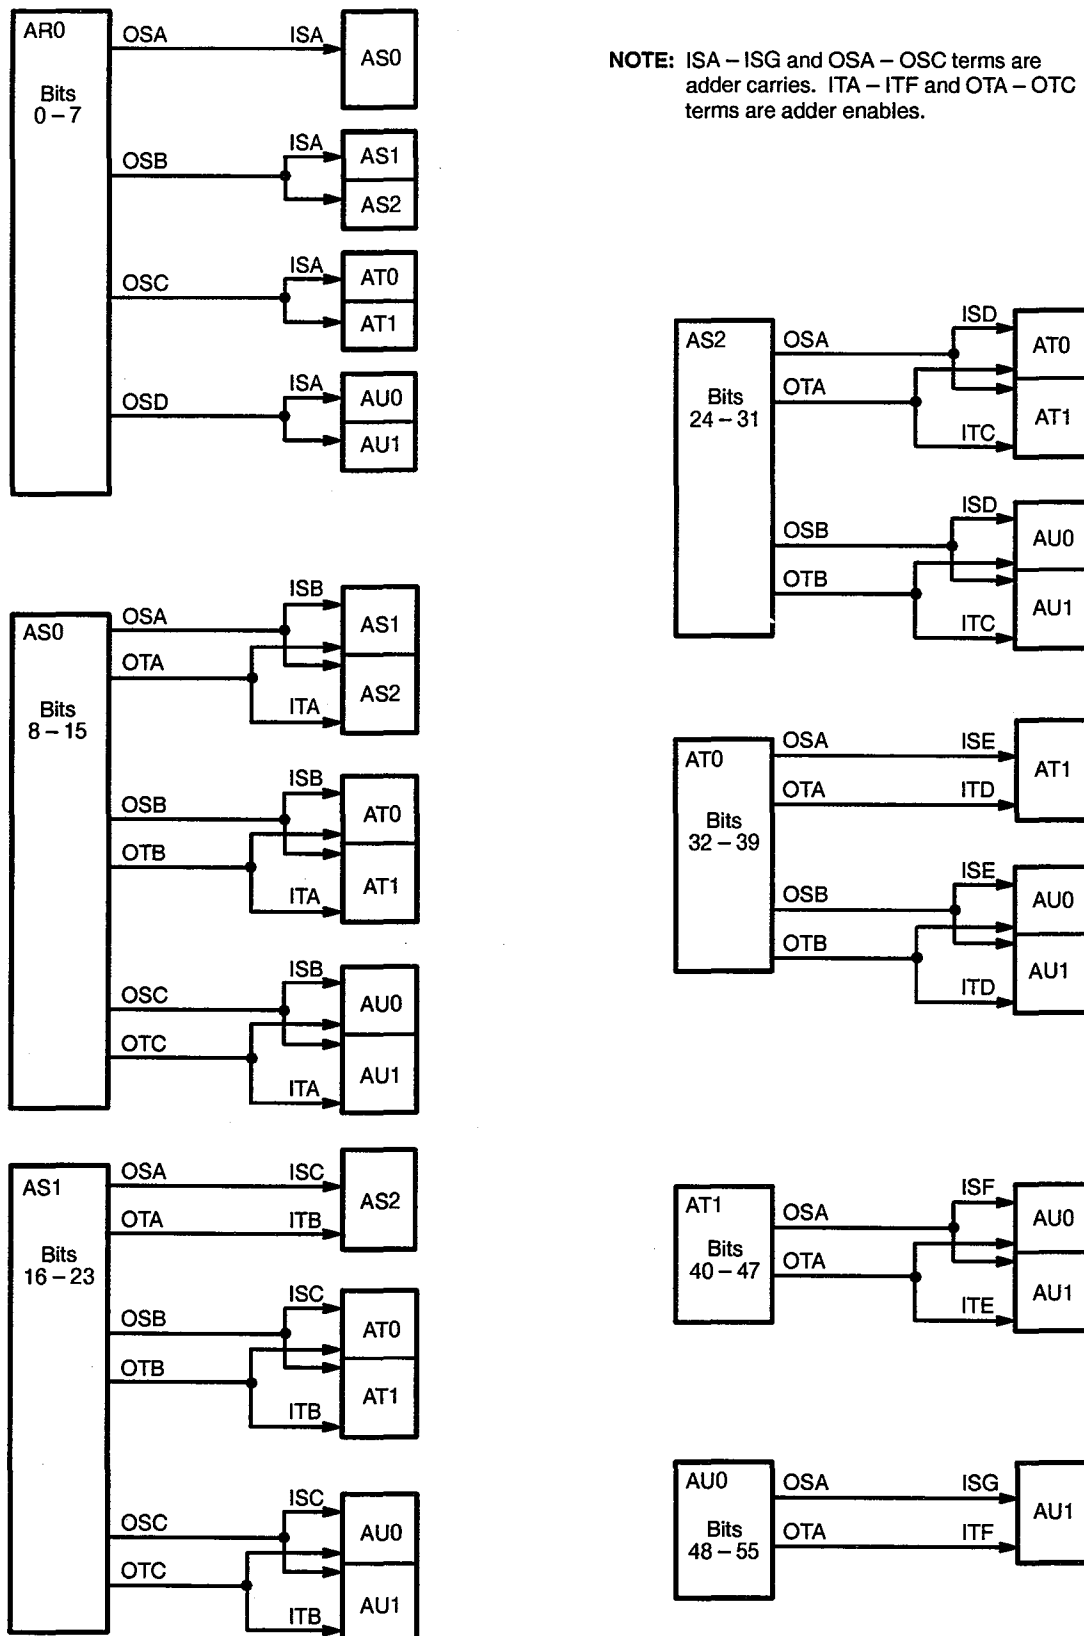 AR0
Bits
0 – 7
OSA
ISA
AS0
OSB
ISA
AS1
AS2
OSC
ISA
AT0
AT1
OSD
ISA
AU0
AU1
AS0
Bits
8 – 15
OSA
OTA
ISB
AS1
AS2
ITA
OSB
OTB
ISB
AT0
AT1
ITA
OSC
OTC
ISB
AU0
AU1
ITA
AS1
Bits
16 – 23
OSA
ISC
AS2
OTA
ITB
OSB
OTB
ISC
AT0
AT1
ITB
OSC
OTC
ISC
AU0
AU1
ITB
NOTE: ISA – ISG and OSA – OSC terms are
adder carries. ITA – ITF and OTA – OTC
terms are adder enables.
AS2
Bits
24 – 31
OSA
OTA
ISD
AT0
AT1
ITC
OSB
OTB
ISD
AU0
AU1
ITC
AT0
Bits
32 – 39
OSA
ISE
AT1
OTA
ITD
OSB
OTB
ISE
AU0
AU1
ITD
AT1
Bits
40 – 47
OSA
OTA
ISF
AU0
AU1
ITE
AU0
Bits
48 – 55
OSA
ISG
AU1
OTA
ITF